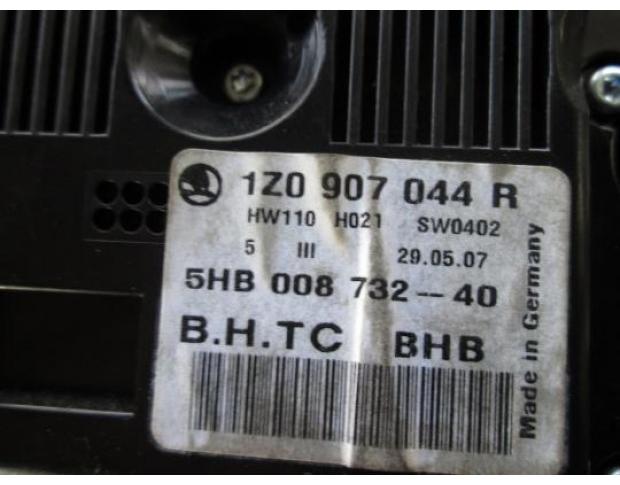 1Z0 907 044 R
HW110 H021 SW0402
5 III 29.05.07
5HB 008 732--40
B.H.TC BHB
Made in Germany